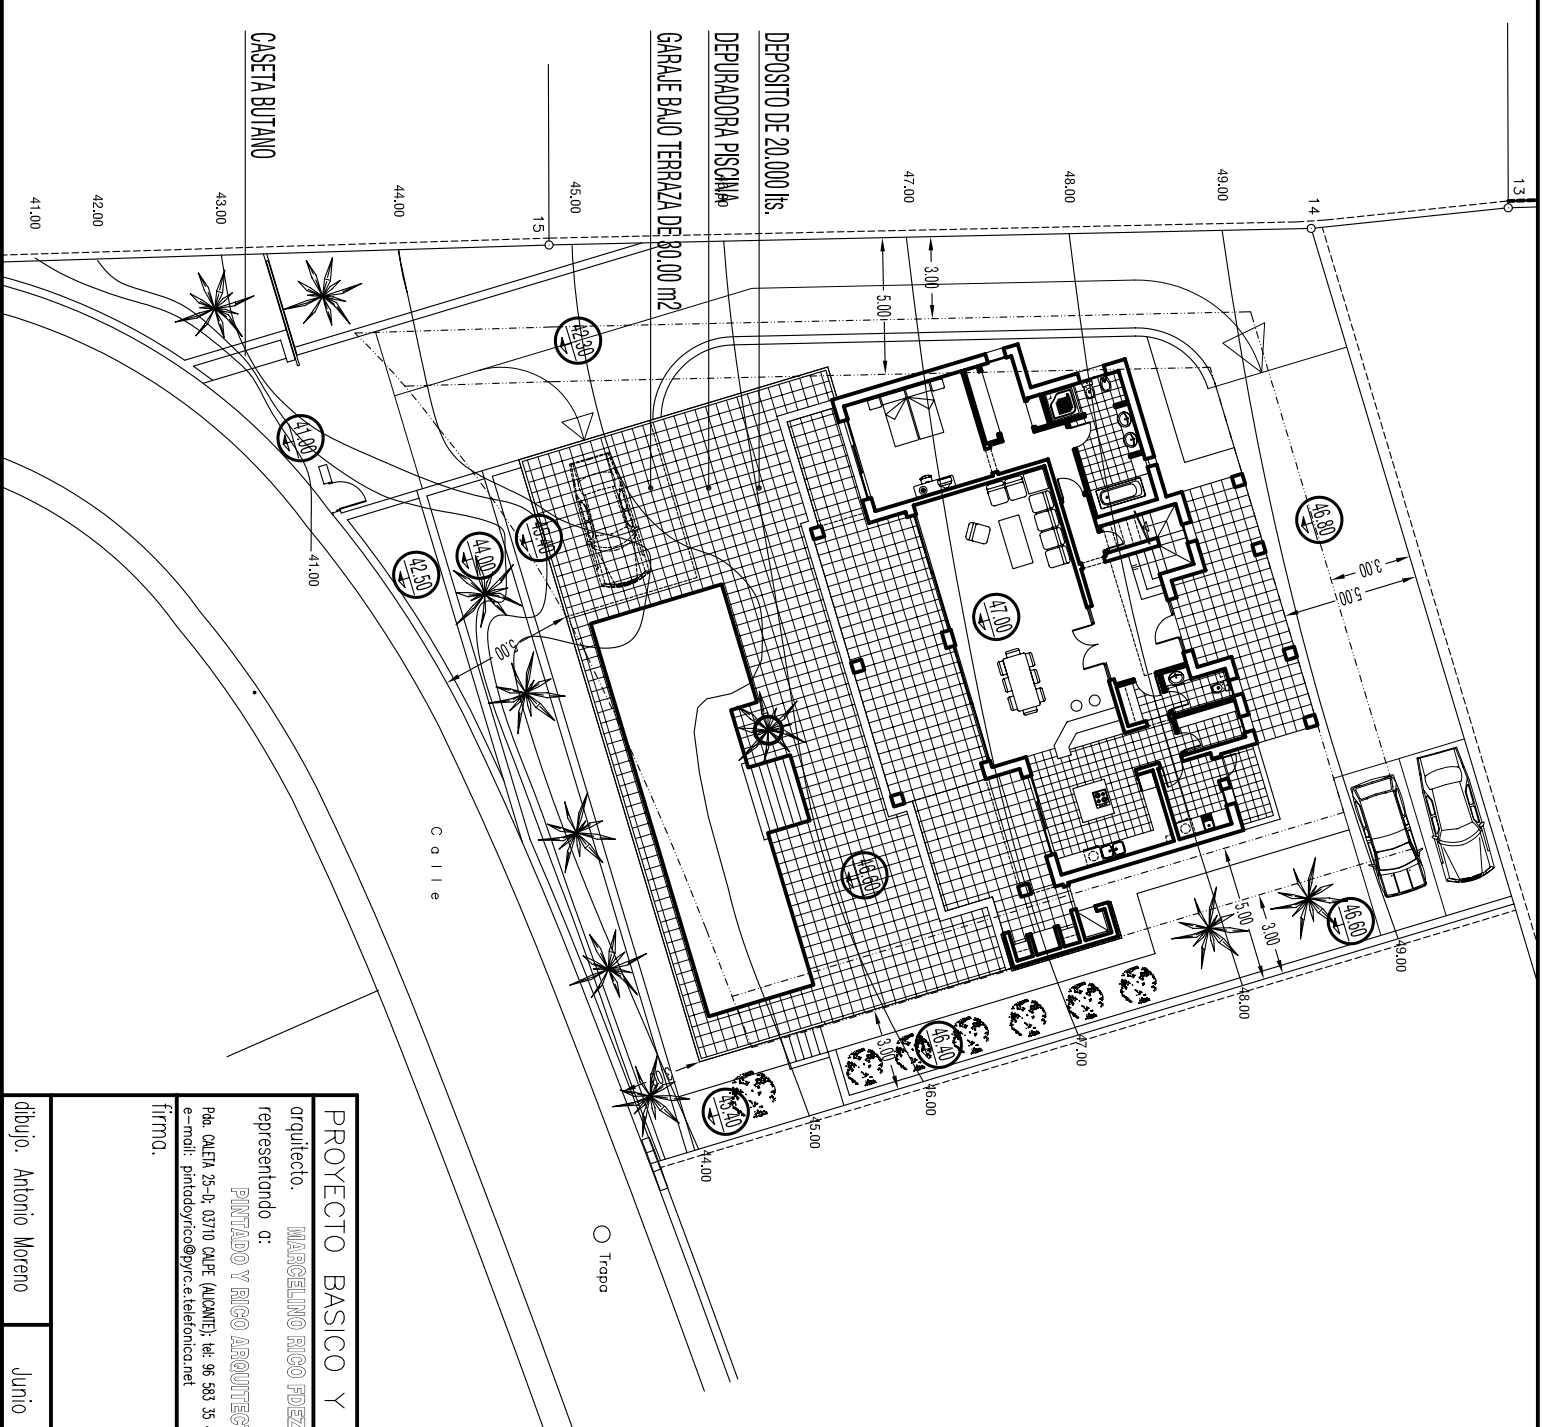 DEPOSITO DE 20.000 lts.
DEPURADORA PISCINA
GARAJE BAJO TERRAZA DE 80.00 m2
CASETA BUTANO
13
14
15
49.00
48.00
47.00
45.00
44.00
43.00
42.00
41.00
3.00
5.00
42.30
41.00
41.00
46.80
3.00
5.00
47.00
44.00
42.50
5.00
46.60
46.60
5.00
3.00
49.00
48.00
47.00
46.00
45.00
44.00
46.40
3.00
45.40
Calle
Trapa
PROYECTO BASICO Y
arquitecto. MARCELINO RICO FDEZ
representando a:
PINTADO Y RICO ARQUITEC
Pda. CALETA 25-D; 03710 CALPE (ALICANTE); tel: 96 583 35
e-mail: pintadoyrico@pyrc.e.telefonica.net
firma.
dibujo. Antonio Moreno
Junio